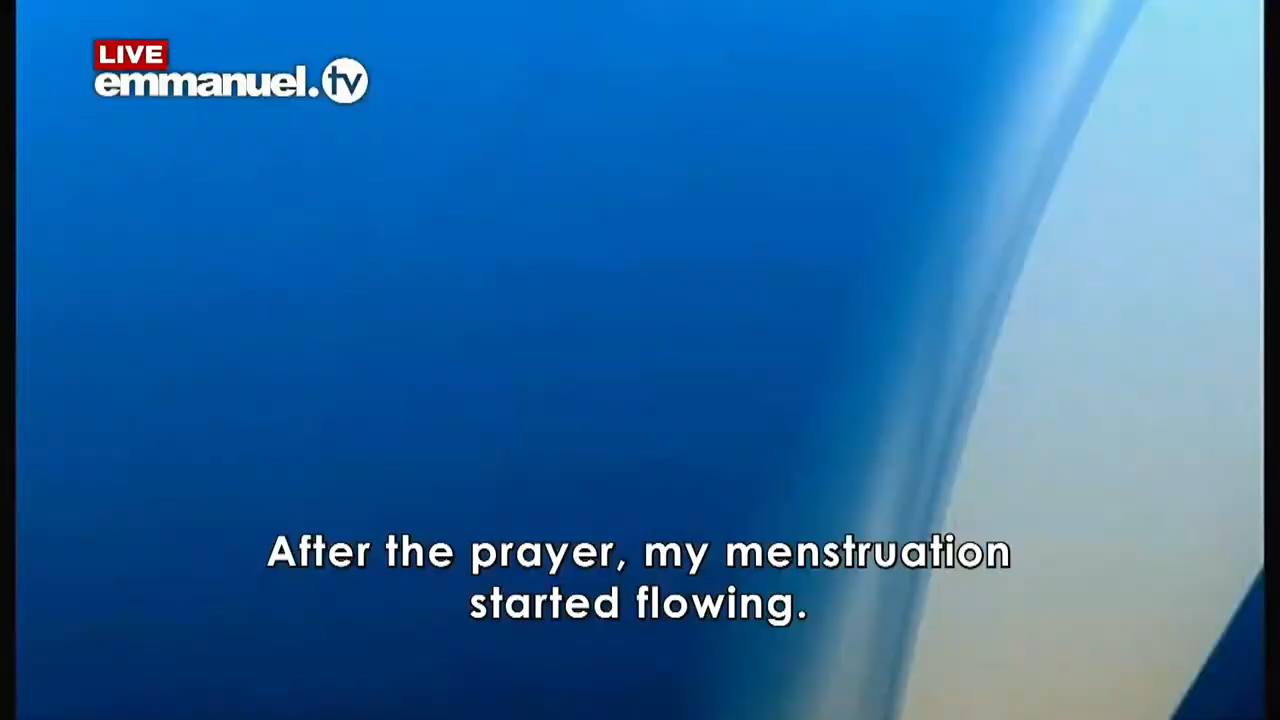 LIVE
emmanuel.tv
After the prayer, my menstruation
started flowing.